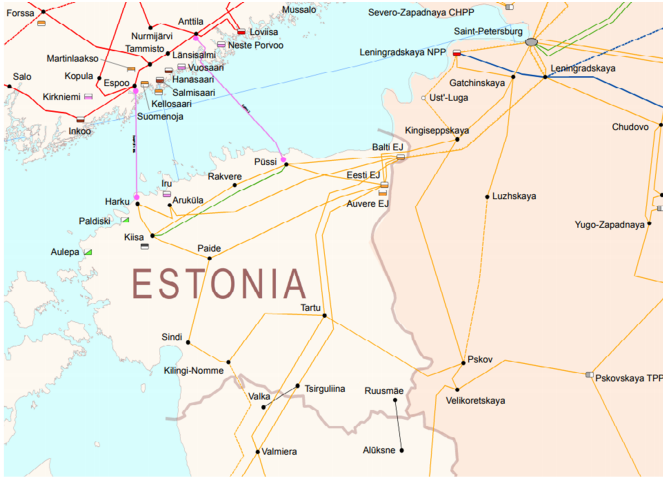 Forssa
Anttila
Mussalo
Severo-Zapadnaya CHPP
Saint-Petersburg
Nurmijärvi
Loviisa
Tammisto
Neste Porvoo
Leningradskaya NPP
Martinlaakso
Länsisalmi
Vuosaari
Leningradskaya
Salo
Kopula
Espoo
Hanasaari
Gatchinskaya
Kirkniemi
Salmisaari
Ust'-Luga
Kellosaari
Suomenoja
Inkoo
Kingiseppskaya
Chudovo
Balti EJ
Püssi
Rakvere
Eesti EJ
Iru
Aruküla
Harku
Auvere EJ
Luzhskaya
Paldiski
Kiisa
Yugo-Zapadnaya
Aulepa
Paide
ESTONIA
Tartu
Sindi
Kilingi-Nomme
Pskov
Pskovskaya TPP
Tsirguliina
Ruusmäe
Valka
Velikoretskaya
Valmiera
Alūksne